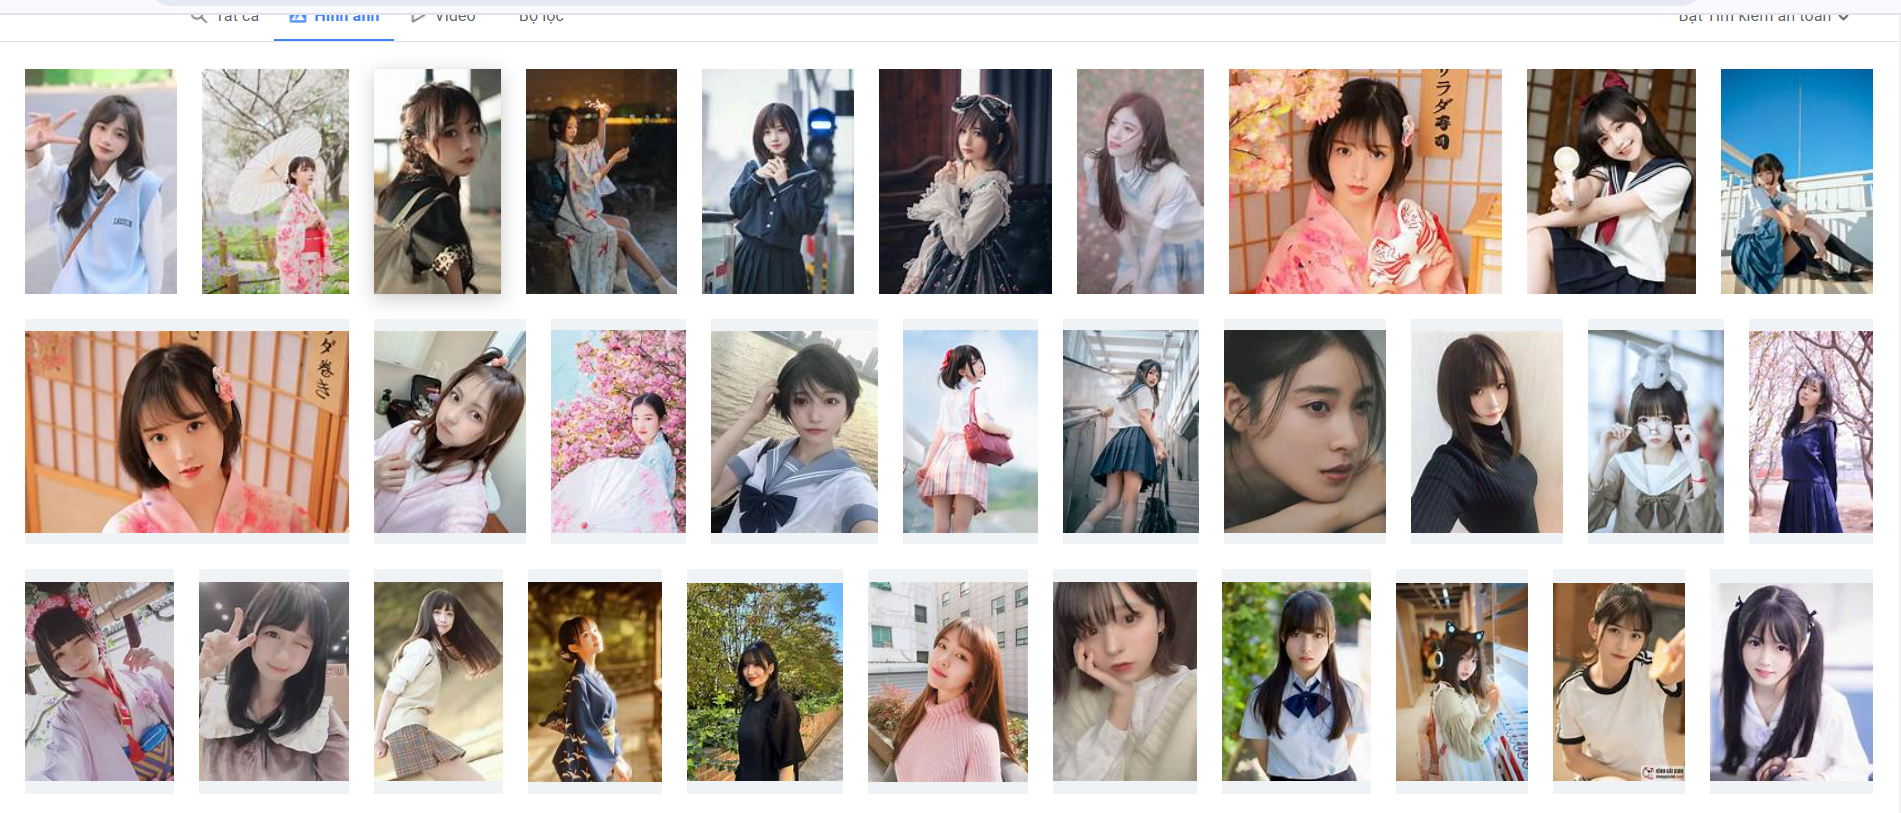 Tất cả
Hình ảnh
Video
Bộ lọc
Bật Tìm kiếm an toàn
ラダ寿司
ダ巻き